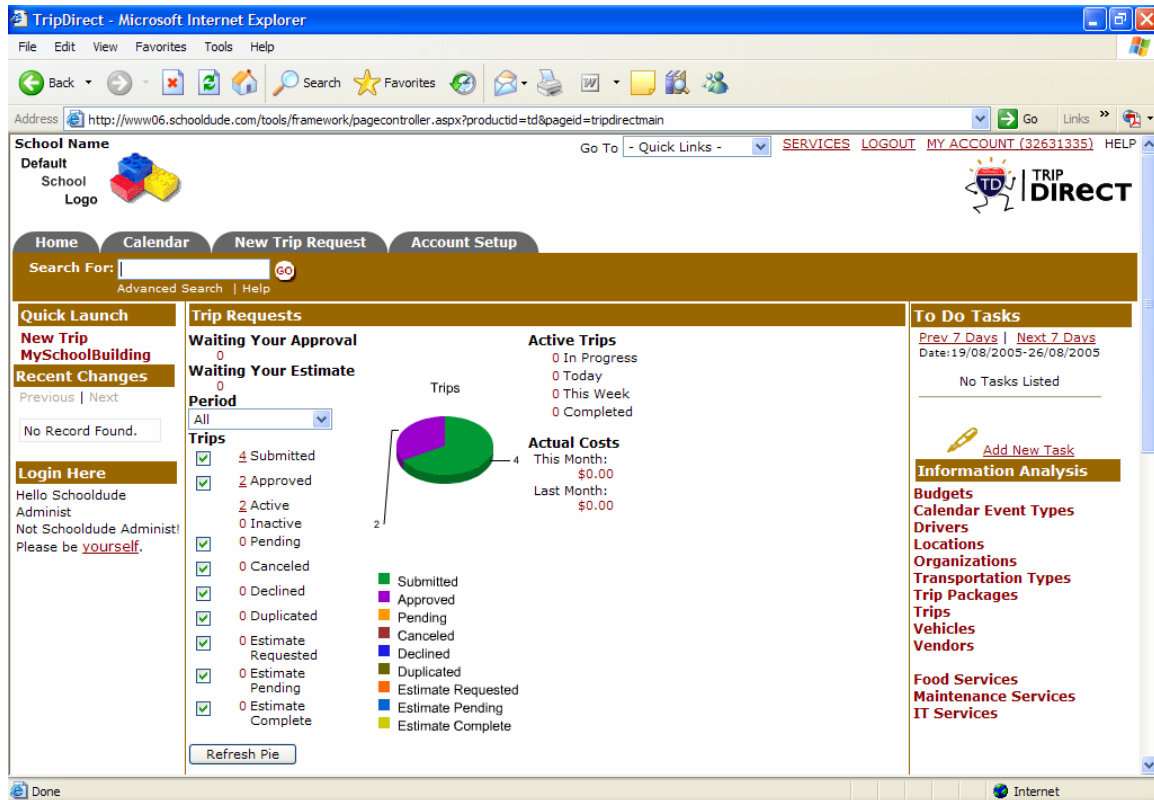 TripDirect - Microsoft Internet Explorer
File Edit View Favorites Tools Help
Back Search Favorites
Address http://www06.schooldude.com/tools/framework/pagecontroller.aspx?productid=td&pageid=tripdirectmain Go Links »
School Name
Go To - Quick Links - SERVICES LOGOUT MY ACCOUNT (32631335) HELP
Default
School
Logo
TD TRIP
DIRECT
Home Calendar New Trip Request Account Setup
Search For: GO
Advanced Search | Help
Quick Launch
New Trip
MySchoolBuilding
Recent Changes
Previous | Next
No Record Found.
Login Here
Hello Schooldude
Administ
Not Schooldude Administ!
Please be yourself.
Trip Requests
Waiting Your Approval
0
Waiting Your Estimate
0
Period
All
Trips
4 Submitted
2 Approved
2 Active
0 Inactive
0 Pending
0 Canceled
0 Declined
0 Duplicated
0 Estimate
Requested
0 Estimate
Pending
0 Estimate
Complete
Refresh Pie
Trips
4
2
Submitted
Approved
Pending
Canceled
Declined
Duplicated
Estimate Requested
Estimate Pending
Estimate Complete
Active Trips
0 In Progress
0 Today
0 This Week
0 Completed
Actual Costs
This Month:
$0.00
Last Month:
$0.00
To Do Tasks
Prev 7 Days | Next 7 Days
Date:19/08/2005-26/08/2005
No Tasks Listed
Add New Task
Information Analysis
Budgets
Calendar Event Types
Drivers
Locations
Organizations
Transportation Types
Trip Packages
Trips
Vehicles
Vendors
Food Services
Maintenance Services
IT Services
Done Internet